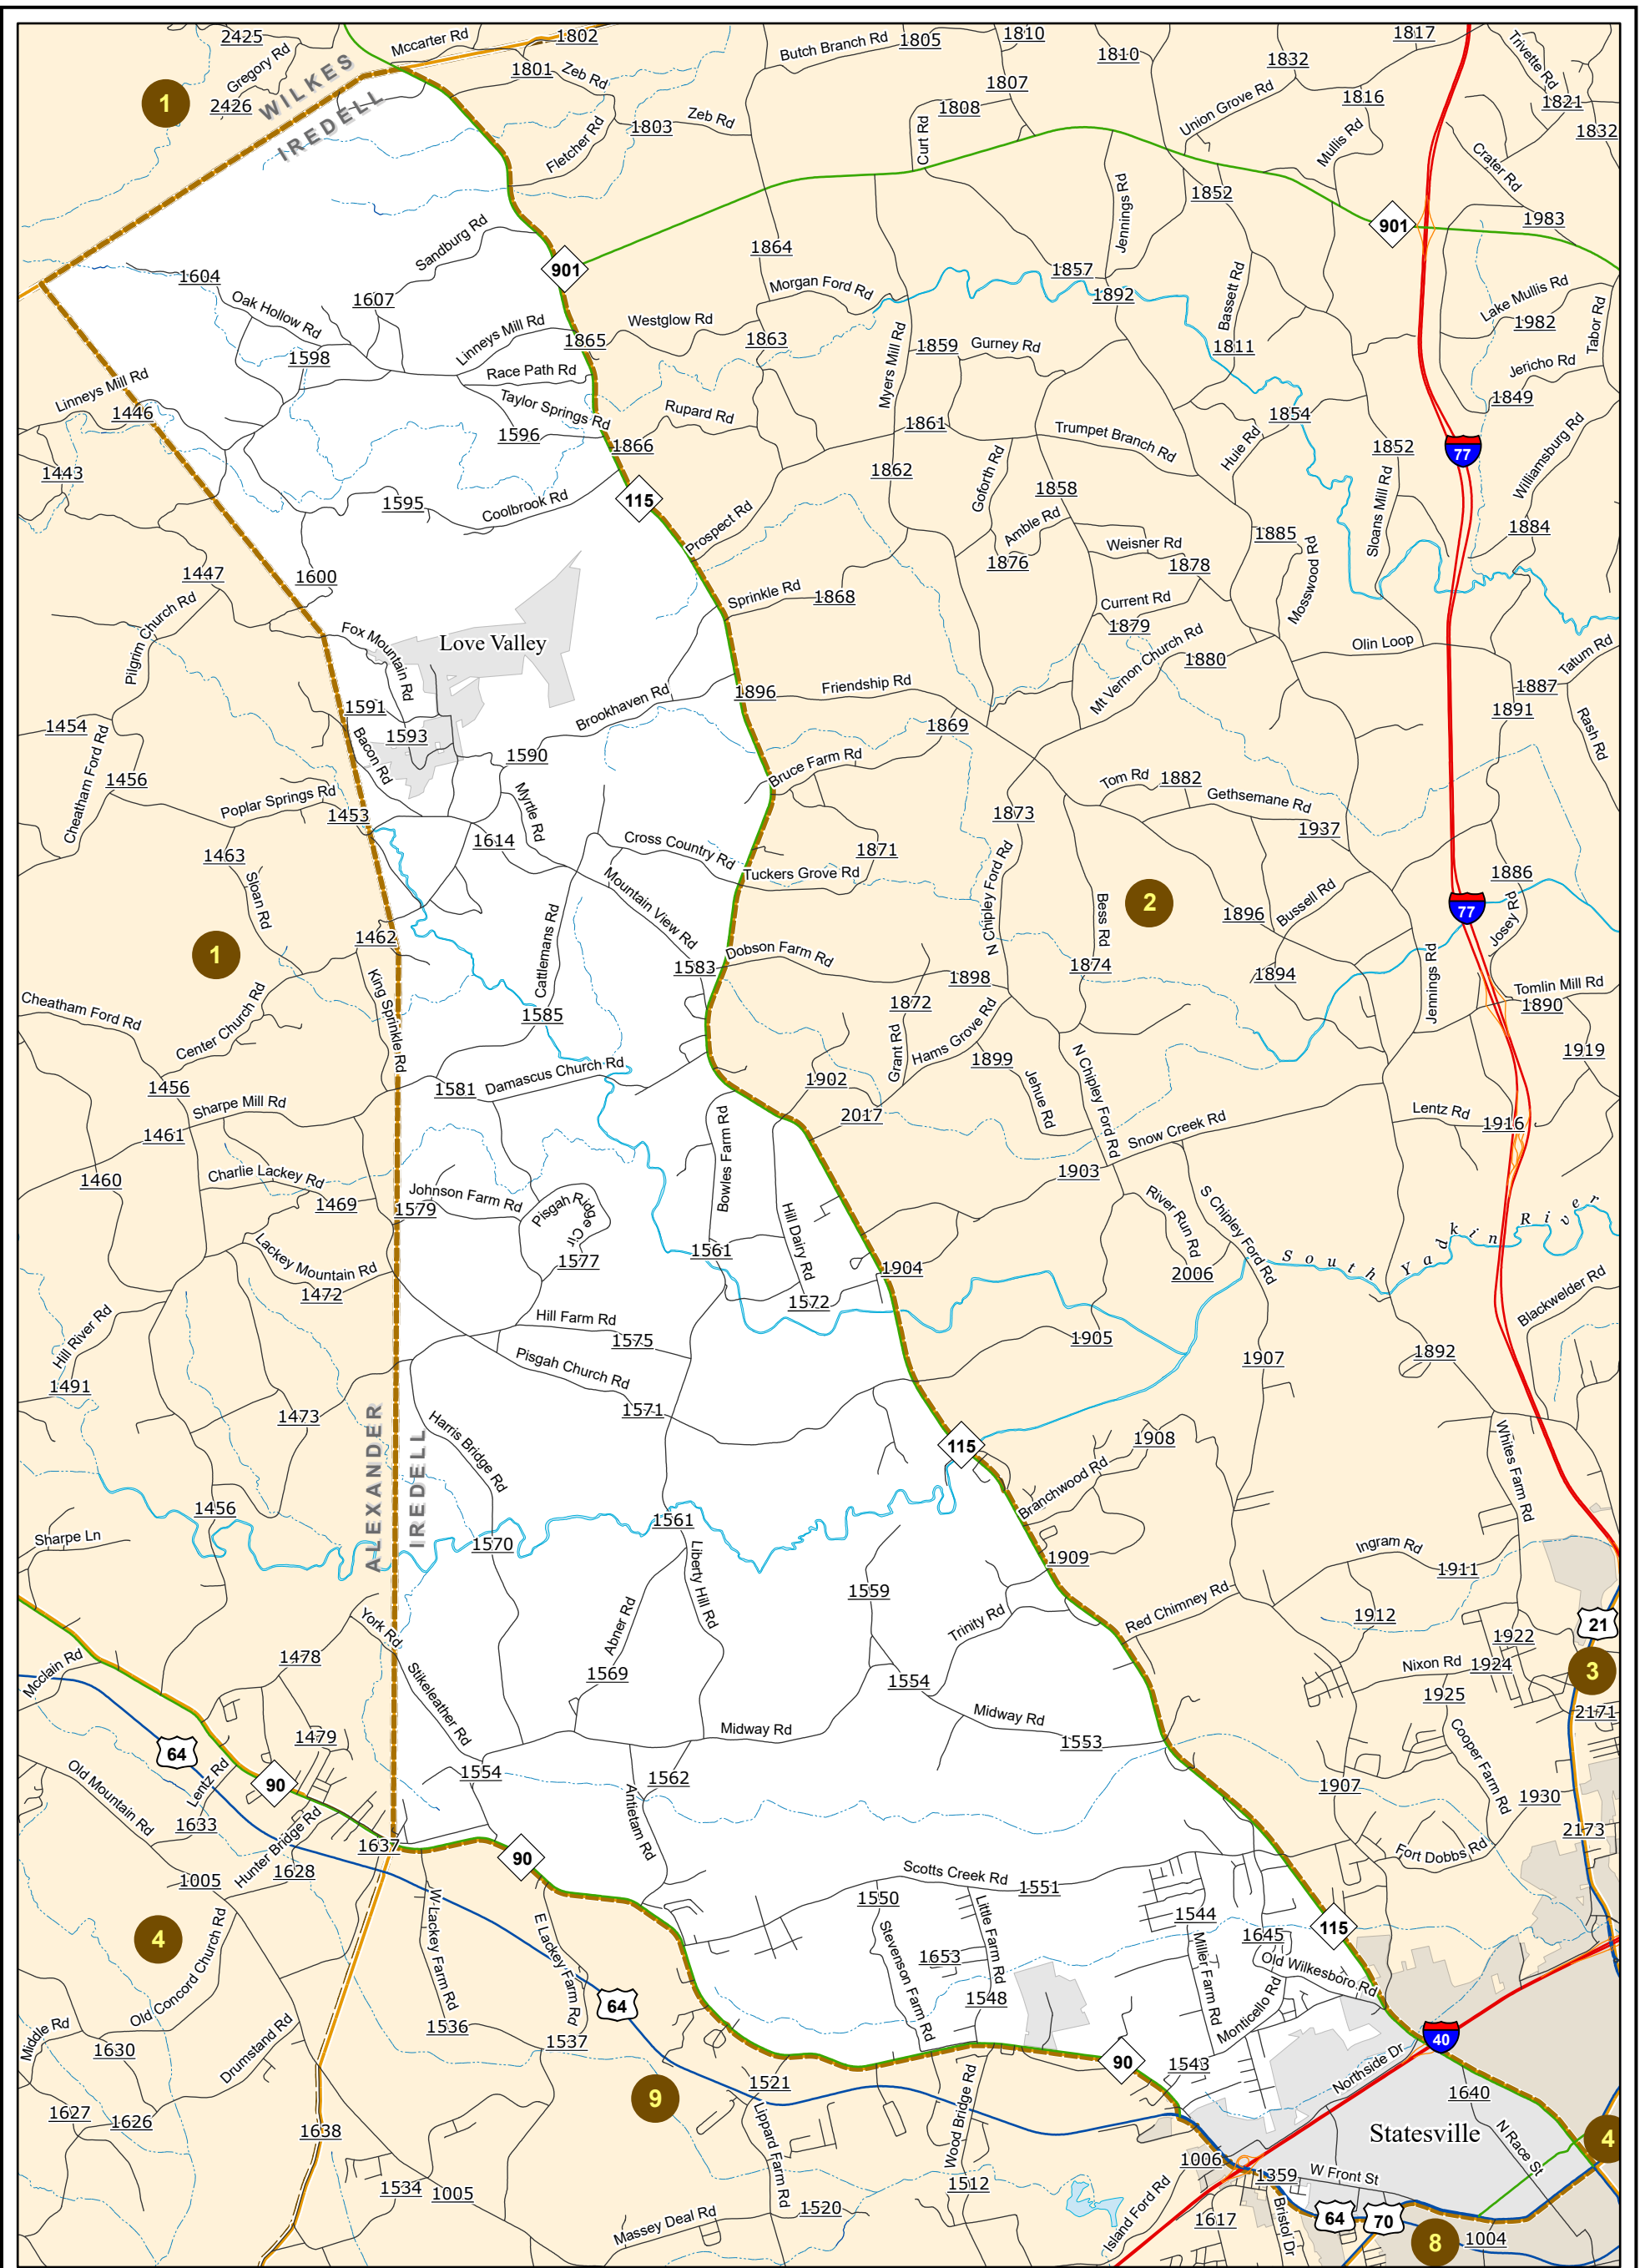 2425
Mccarter Rd
1802
Gregory Rd
2426
1
WILKES
IREDELL
1801
Zeb Rd
Butch Branch Rd
1805
1810
1810
1817
Trivette Rd
1807
1832
1808
1816
1821
1832
1803
Zeb Rd
Fletcher Rd
Curt Rd
Union Grove Rd
Mullis Rd
Crater Rd
Jennings Rd
1852
901
1983
Sandburg Rd
901
1864
1857
1892
1604
1607
Oak Hollow Rd
Morgan Ford Rd
Bassett Rd
Lake Mullis Rd
1982
Tabor Rd
Linneys Mill Rd
1865
Westglow Rd
1863
Myers Mill Rd
1859
Gurney Rd
1811
1598
Race Path Rd
Jericho Rd
Linneys Mill Rd
1446
Taylor Springs Rd
1596
Rupard Rd
1866
1861
Trumpet Branch Rd
1854
1849
1443
1862
Goforth Rd
Huie Rd
1852
77
Williamsburg Rd
1595
Coolbrook Rd
115
1858
Prospect Rd
Amble Rd
1876
Weisner Rd
1878
1885
Mosswood Rd
Sloans Mill Rd
1884
1447
1600
Sprinkle Rd
1868
Current Rd
1879
Pilgrim Church Rd
Fox Mountain Rd
Love Valley
Mt Vernon Church Rd
1880
Olin Loop
Tatum Rd
1896
Friendship Rd
1887
1891
1591
Brookhaven Rd
1869
1454
1593
Rash Rd
Cheatham Ford Rd
Bacon Rd
1590
Bruce Farm Rd
1456
Tom Rd
1882
Gethsemane Rd
Poplar Springs Rd
1453
Myrtle Rd
1873
1937
1463
1614
Cross Country Rd
1871
Tuckers Grove Rd
Sloan Rd
Mountain View Rd
N Chipley Ford Rd
Bess Rd
2
1886
77
1896
Bussell Rd
Josey Rd
1
1462
Cattlemans Rd
1583
Dobson Farm Rd
1898
1874
1894
Jennings Rd
Tomlin Mill Rd
1890
King Sprinkle Rd
Cheatham Ford Rd
Center Church Rd
1585
1872
Hams Grove Rd
Grant Rd
1899
1919
1456
1581
Damascus Church Rd
1902
2017
Jehue Rd
N Chipley Ford Rd
Sharpe Mill Rd
1461
Bowles Farm Rd
Snow Creek Rd
Lentz Rd
1916
1460
Charlie Lackey Rd
1469
Johnson Farm Rd
1579
Pisgah Ridge Cir
1577
1903
River Run Rd
S Chipley Ford Rd
2006
South Yadkin River
Hill Dairy Rd
1561
1904
Lackey Mountain Rd
1472
1572
Blackwelder Rd
Hill River Rd
Hill Farm Rd
1575
1905
1907
1892
1491
Pisgah Church Rd
1571
1473
ALEXANDER
IREDELL
Harris Bridge Rd
115
1908
Whites Farm Rd
Branchwood Rd
1456
Sharpe Ln
1570
1561
1909
Ingram Rd
1911
Liberty Hill Rd
1559
Red Chimney Rd
1912
21
York Rd
Abner Rd
Trinity Rd
1922
1478
1569
1554
Nixon Rd
1924
3
Mcclain Rd
Stikeleather Rd
1925
2171
Midway Rd
Midway Rd
1553
1479
64
Cooper Farm Rd
Old Mountain Rd
Lentz Rd
90
1554
1562
Antietam Rd
1907
1930
1633
Hunter Bridge Rd
1637
2173
1005
1628
90
Fort Dobbs Rd
Scotts Creek Rd
1551
1550
W Lackey Farm Rd
E Lackey Farm Rd
Little Farm Rd
1544
1645
115
4
Old Concord Church Rd
Stevenson Farm Rd
1653
Miller Farm Rd
Old Wilkesboro Rd
64
1548
Monticello Rd
Middle Rd
1536
1537
40
1630
Drumstand Rd
90
1543
Northside Dr
9
1521
1640
1627
1626
1638
Lippard Farm Rd
Wood Bridge Rd
Statesville
N Race St
4
1006
1359
W Front St
1534
1005
1512
Island Ford Rd
Massey Deal Rd
1520
1617
Bristol Dr
64
70
8
1004